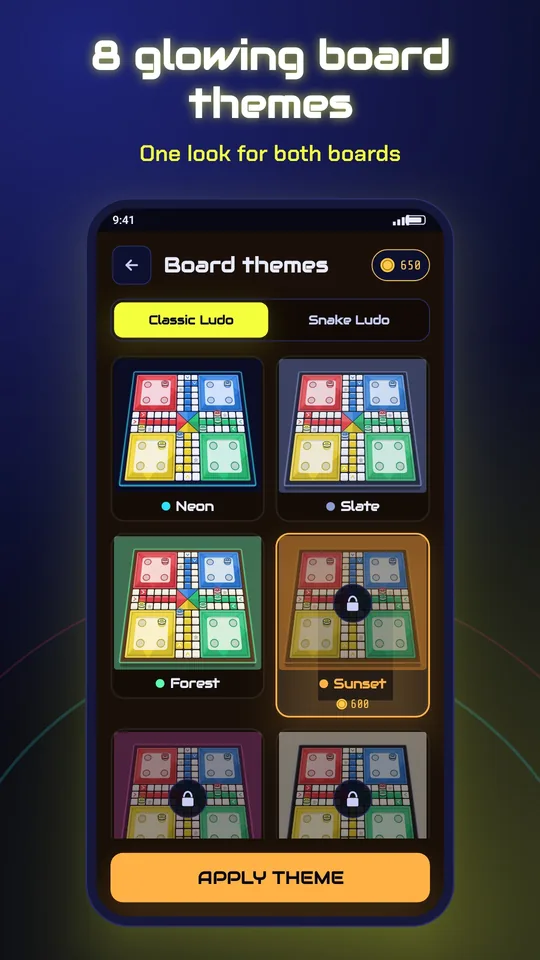 8 glowing board
themes
One look for both boards
9:41
Board themes
650
Classic Ludo
Snake Ludo
Neon
Slate
Forest
Sunset
600
APPLY THEME